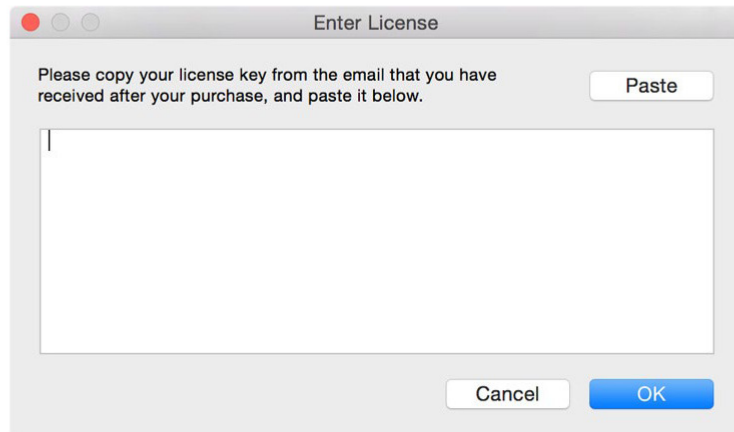 Enter License
Please copy your license key from the email that you have
received after your purchase, and paste it below.
Paste
Cancel
OK